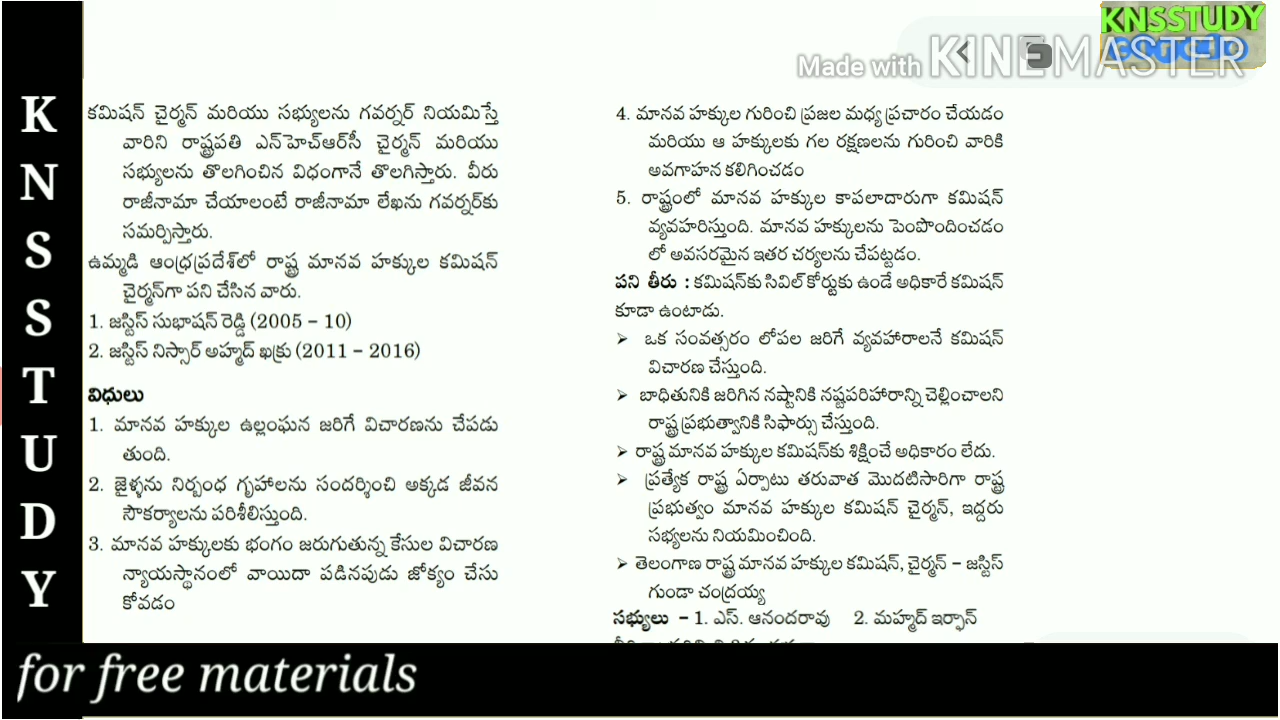 KNSSTUDY
Made with KINEMASTER
KNSSTUDY
కమిషన్ చైర్మన్ మరియు సభ్యులను గవర్నర్ నియమిస్తే
వారిని రాష్ట్రపతి ఎన్‌హెచ్‌ఆర్‌సీ చైర్మన్ మరియు
సభ్యులను తొలగించిన విధంగానే తొలగిస్తారు. వీరు
రాజీనామా చేయాలంటే రాజీనామా లేఖను గవర్నర్‌కు
సమర్పిస్తారు.
ఉమ్మడి ఆంధ్రప్రదేశ్‌లో రాష్ట్ర మానవ హక్కుల కమిషన్
చైర్మన్‌గా పని చేసిన వారు.
1. జస్టిస్ సుభాషన్ రెడ్డి (2005 – 10)
2. జస్టిస్ నిస్సార్ అహ్మద్ ఖక్రు (2011 – 2016)
విధులు
1. మానవ హక్కుల ఉల్లంఘన జరిగే విచారణను చేపడు
తుంది.
2. జైళ్ళను నిర్బంధ గృహాలను సందర్శించి అక్కడ జీవన
సౌకర్యాలను పరిశీలిస్తుంది.
3. మానవ హక్కులకు భంగం జరుగుతున్న కేసుల విచారణ
న్యాయస్థానంలో వాయిదా పడినపుడు జోక్యం చేసు
కోవడం
4. మానవ హక్కుల గురించి ప్రజల మధ్య ప్రచారం చేయడం
మరియు ఆ హక్కులకు గల రక్షణలను గురించి వారికి
అవగాహన కలిగించడం
5. రాష్ట్రంలో మానవ హక్కుల కాపలాదారుగా కమిషన్
వ్యవహరిస్తుంది. మానవ హక్కులను పెంపొందించడం
లో అవసరమైన ఇతర చర్యలను చేపట్టడం.
పని తీరు : కమిషన్‌కు సివిల్ కోర్టుకు ఉండే అధికారే కమిషన్
కూడా ఉంటాడు.
➢ ఒక సంవత్సరం లోపల జరిగే వ్యవహారాలనే కమిషన్
విచారణ చేస్తుంది.
➢ బాధితునికి జరిగిన నష్టానికి నష్టపరిహారాన్ని చెల్లించాలని
రాష్ట్ర ప్రభుత్వానికి సిఫార్సు చేస్తుంది.
➢ రాష్ట్ర మానవ హక్కుల కమిషన్‌కు శిక్షించే అధికారం లేదు.
➢ ప్రత్యేక రాష్ట్ర ఏర్పాటు తరువాత మొదటిసారిగా రాష్ట్ర
ప్రభుత్వం మానవ హక్కుల కమిషన్ చైర్మన్, ఇద్దరు
సభ్యులను నియమించింది.
➢ తెలంగాణ రాష్ట్ర మానవ హక్కుల కమిషన్, చైర్మన్ – జస్టిస్
గుండా చంద్రయ్య
సభ్యులు – 1. ఎస్. ఆనందరావు 2. మహ్మద్ ఇర్ఫాన్
for free materials